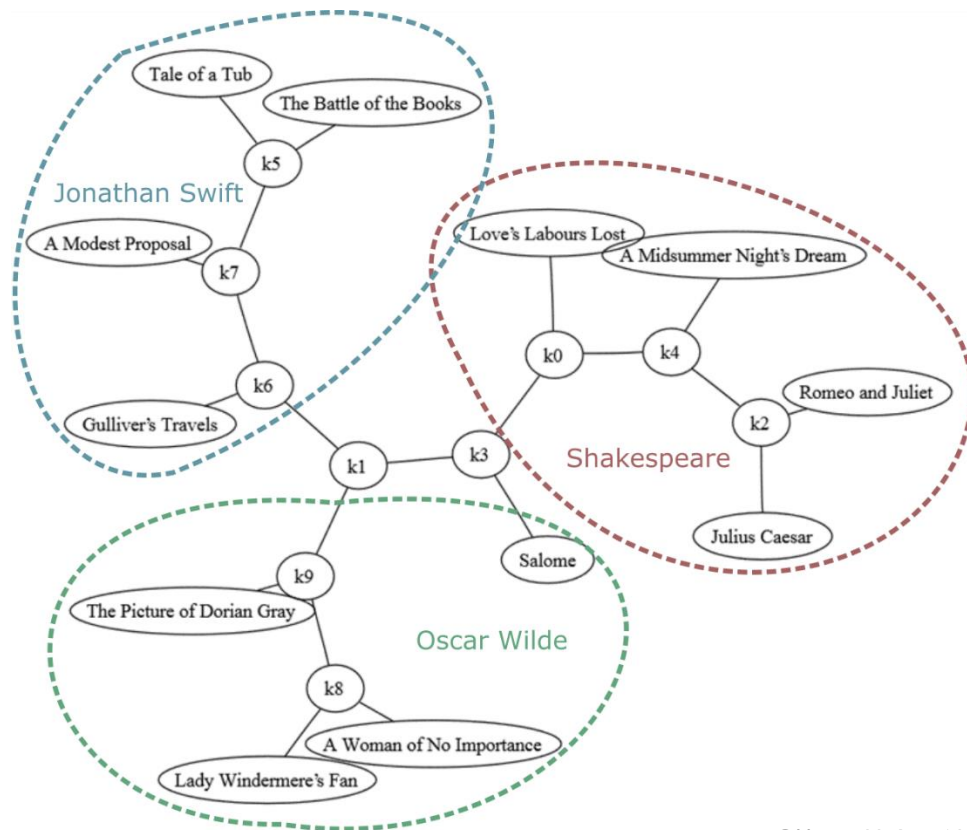 Tale of a Tub
The Battle of the Books
k5
Jonathan Swift
A Modest Proposal
k7
Love's Labours Lost
A Midsummer Night's Dream
k0
k4
k6
Romeo and Juliet
Gulliver's Travels
k2
k1
k3
Shakespeare
Julius Caesar
Salome
k9
The Picture of Dorian Gray
Oscar Wilde
k8
A Woman of No Importance
Lady Windermere's Fan